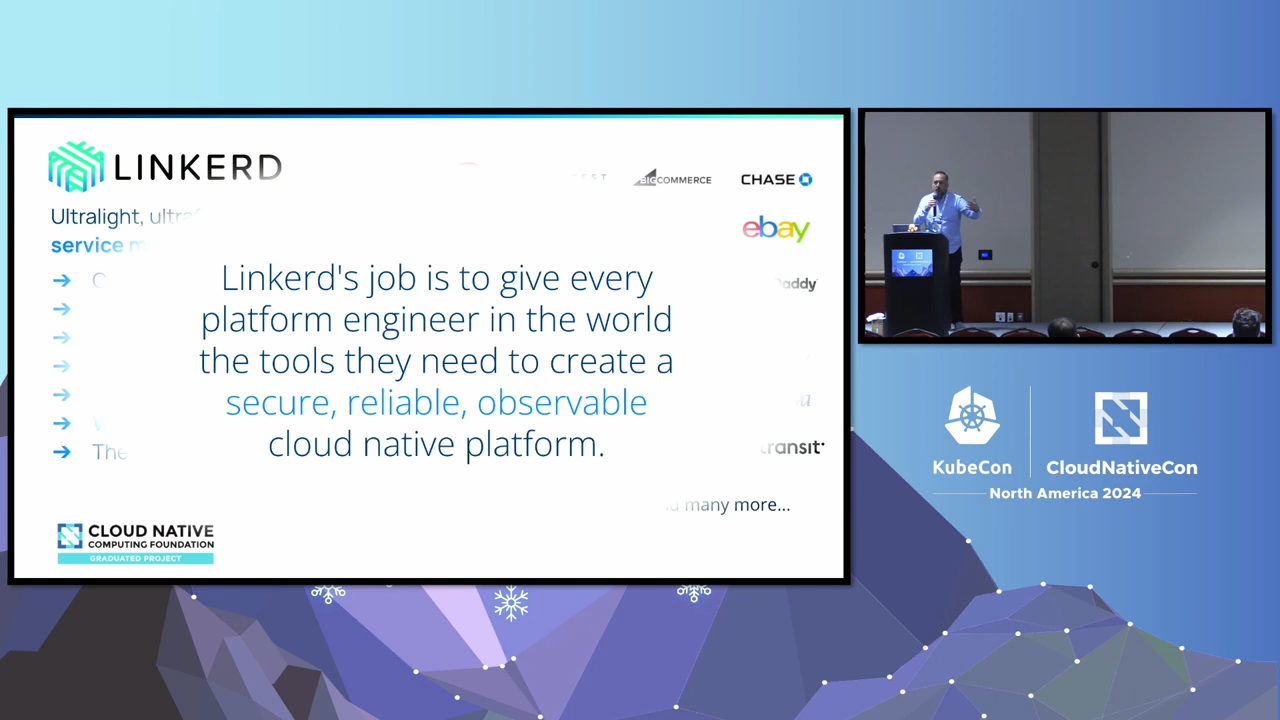 LINKERD
Ultralight,
service
Linkerd's job is to give every
platform engineer in the world
the tools they need to create a
secure, reliable, observable
cloud native platform.
The
BIGCOMMERCE
CHASE
ebay
many more...
CLOUD NATIVE
COMPUTING FOUNDATION
GRADUATED PROJECT
KubeCon
CloudNativeCon
North America 2024